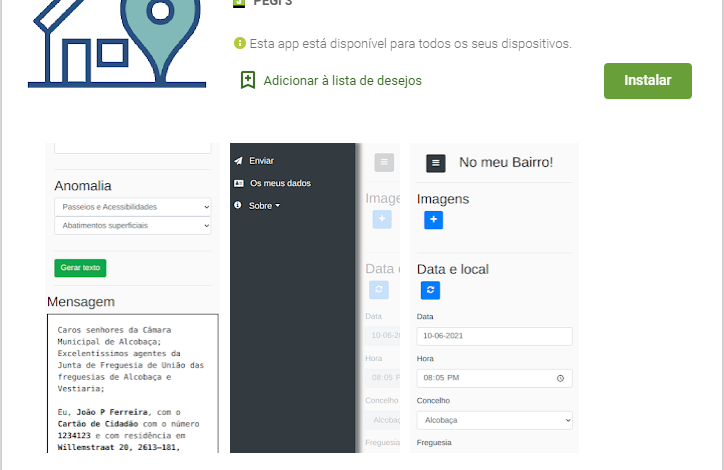 PEGI 3
Esta app está disponível para todos os seus dispositivos.
Adicionar à lista de desejos
Instalar
Anomalia
Passeios e Acessibilidades
Abatimentos superficiais
Gerar texto
Mensagem
Caros senhores da Câmara
Municipal de Alcobaça;
Excelentíssimos agentes da
Junta de Freguesia de União das
freguesias de Alcobaça e
Vestiaria;
Eu, João P Ferreira, com o
Cartão de Cidadão com o número
1234123 e com residência em
Willemstraat 20, 2613–181,
Enviar
Os meus dados
Sobre
Image
Data e
Data
10-06-20
Hora
08:05 P
Concelho
Alcobaç
Freguesia
No meu Bairro!
Imagens
Data e local
Data
10-06-2021
Hora
08:05 PM
Concelho
Alcobaça
Freguesia